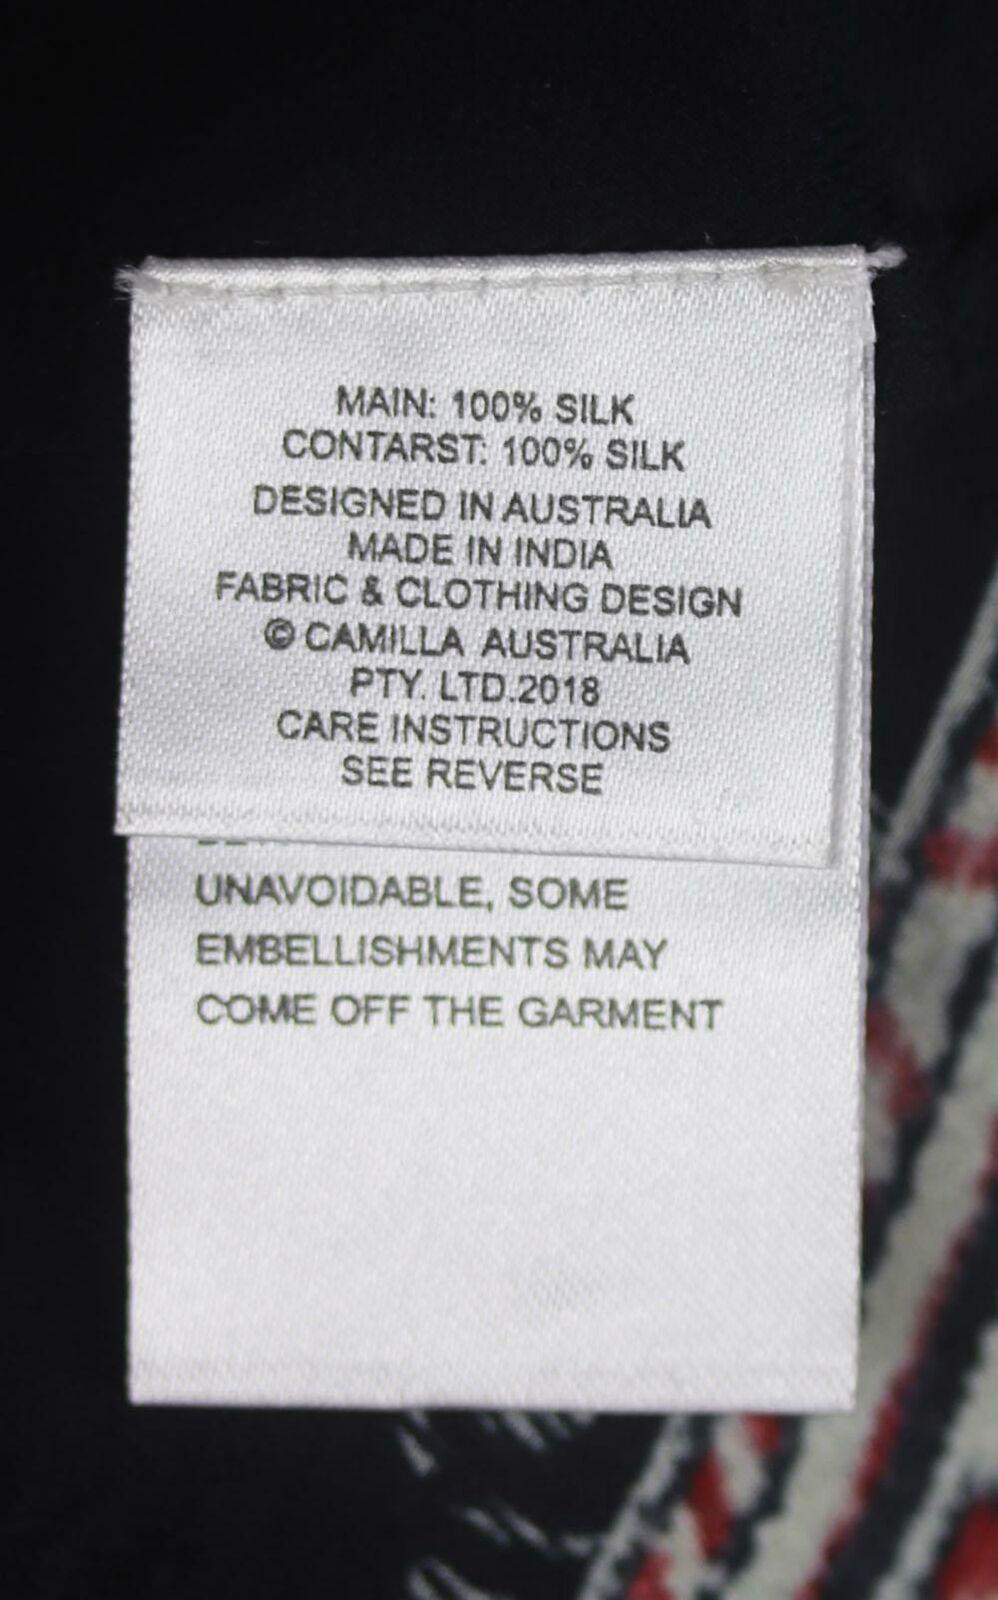 MAIN: 100% SILK
CONTARST: 100% SILK
DESIGNED IN AUSTRALIA
MADE IN INDIA
FABRIC & CLOTHING DESIGN
© CAMILLA AUSTRALIA
PTY. LTD.2018
CARE INSTRUCTIONS
SEE REVERSE
UNAVOIDABLE, SOME
EMBELLISHMENTS MAY
COME OFF THE GARMENT